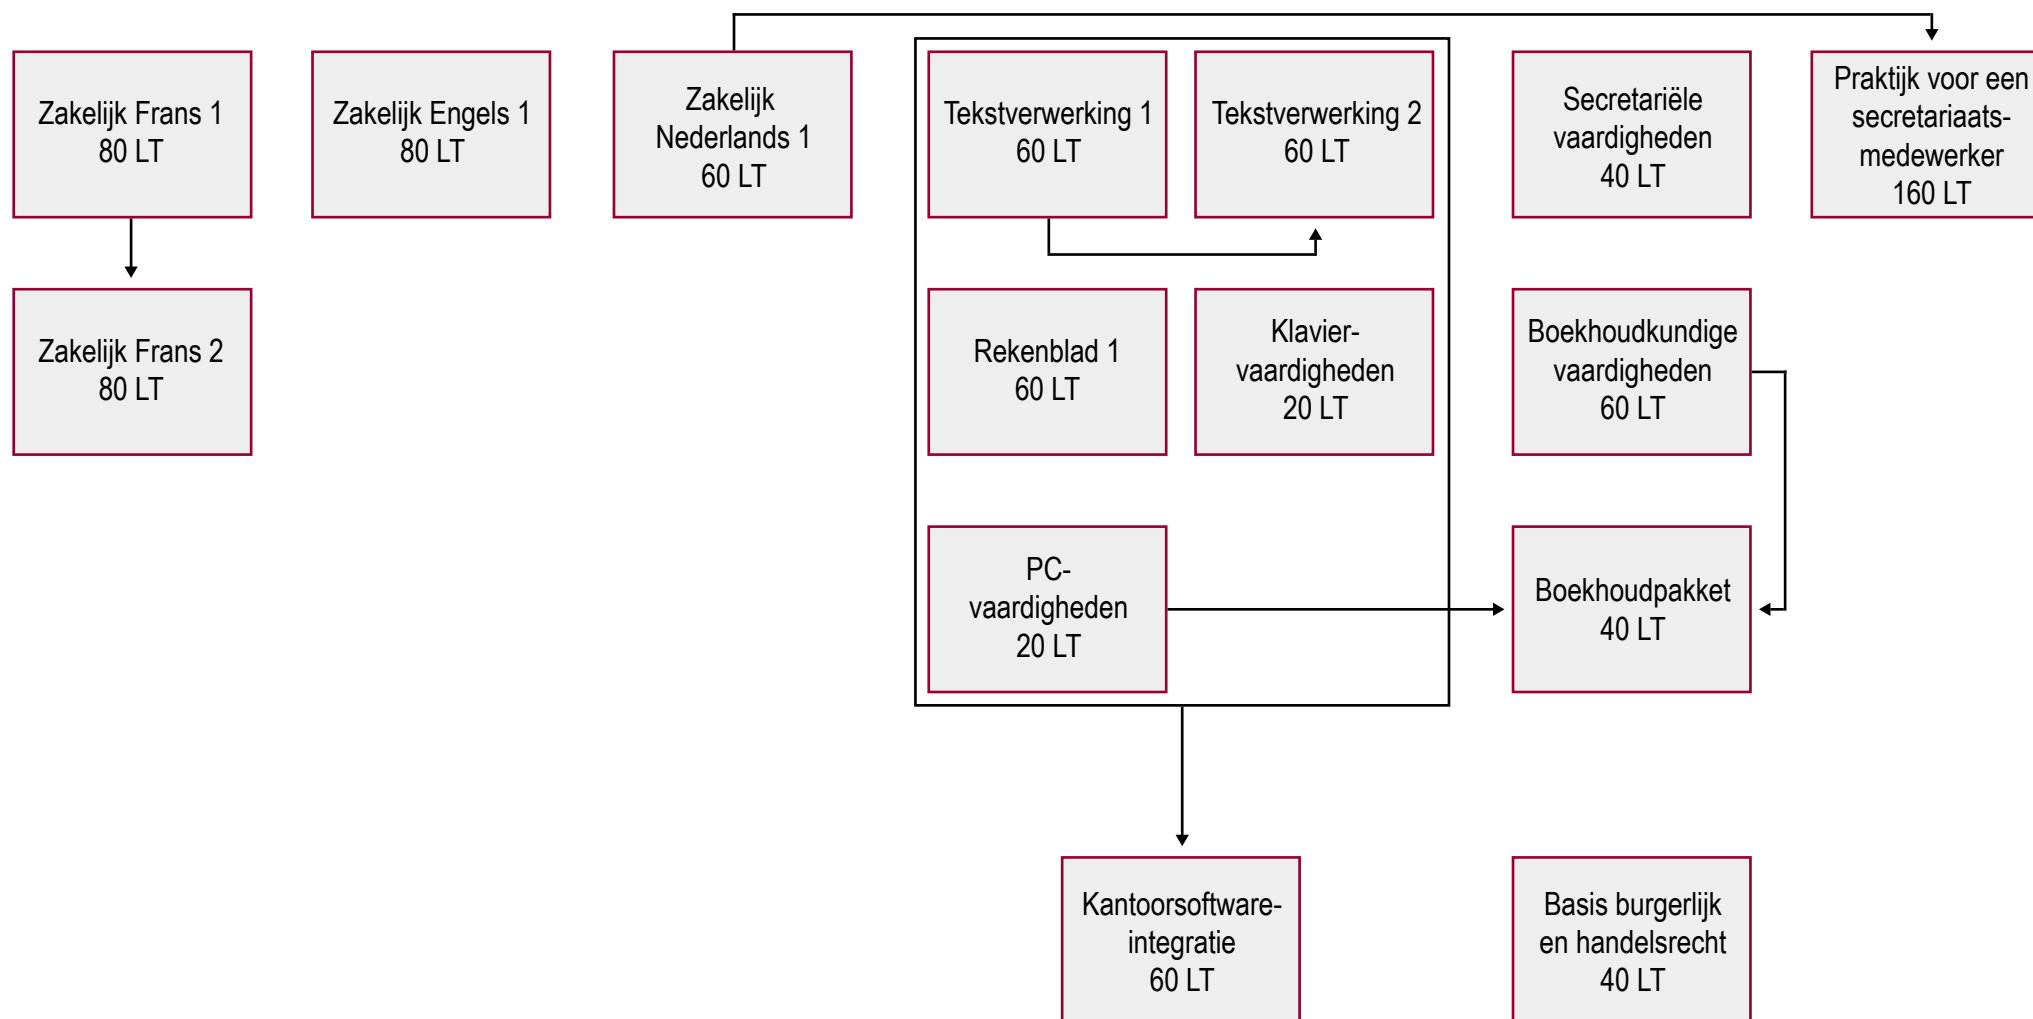 Zakelijk Frans 1
80 LT
Zakelijk Engels 1
80 LT
Zakelijk
Nederlands 1
60 LT
Tekstverwerking 1
60 LT
Tekstverwerking 2
60 LT
Secretariële
vaardigheden
40 LT
Praktijk voor een
secretariaats-
medewerker
160 LT
Zakelijk Frans 2
80 LT
Rekenblad 1
60 LT
Klavier-
vaardigheden
20 LT
Boekhoudkundige
vaardigheden
60 LT
PC-
vaardigheden
20 LT
Boekhoudpakket
40 LT
Kantoorsoftware-
integratie
60 LT
Basis burgerlijk
en handelsrecht
40 LT